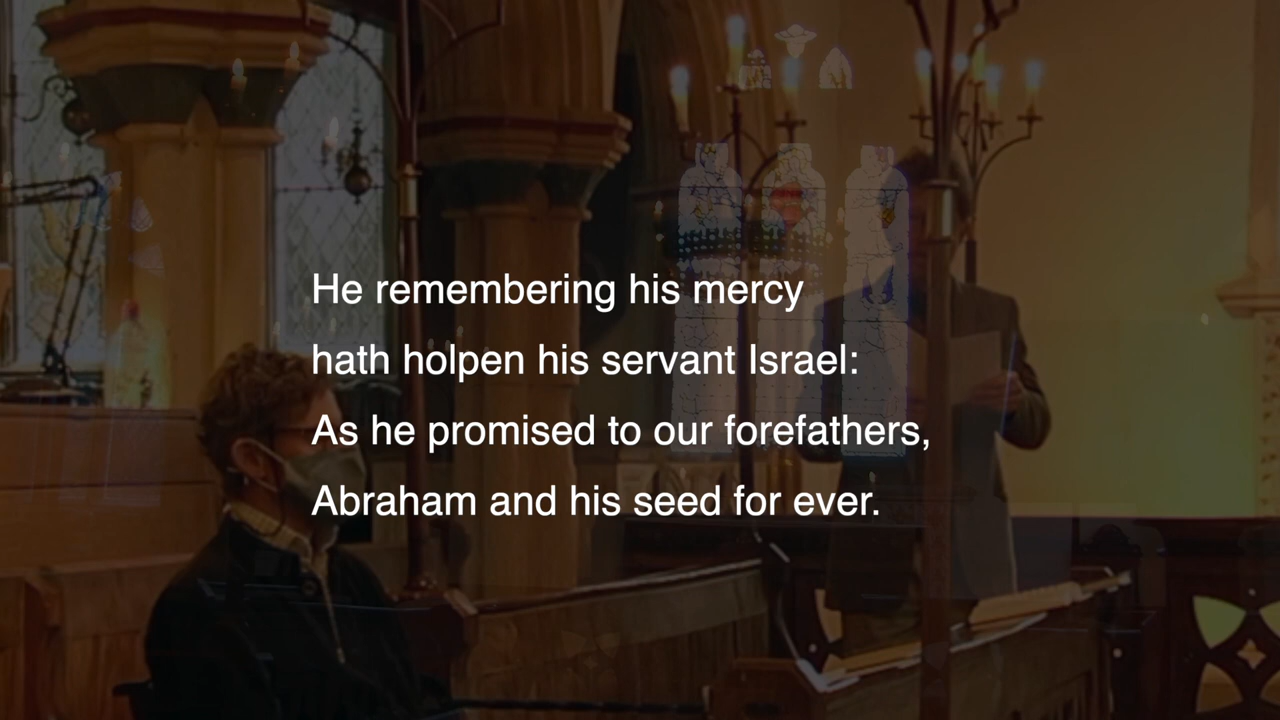 He remembering his mercy
hath holpen his servant Israel:
As he promised to our forefathers,
Abraham and his seed for ever.